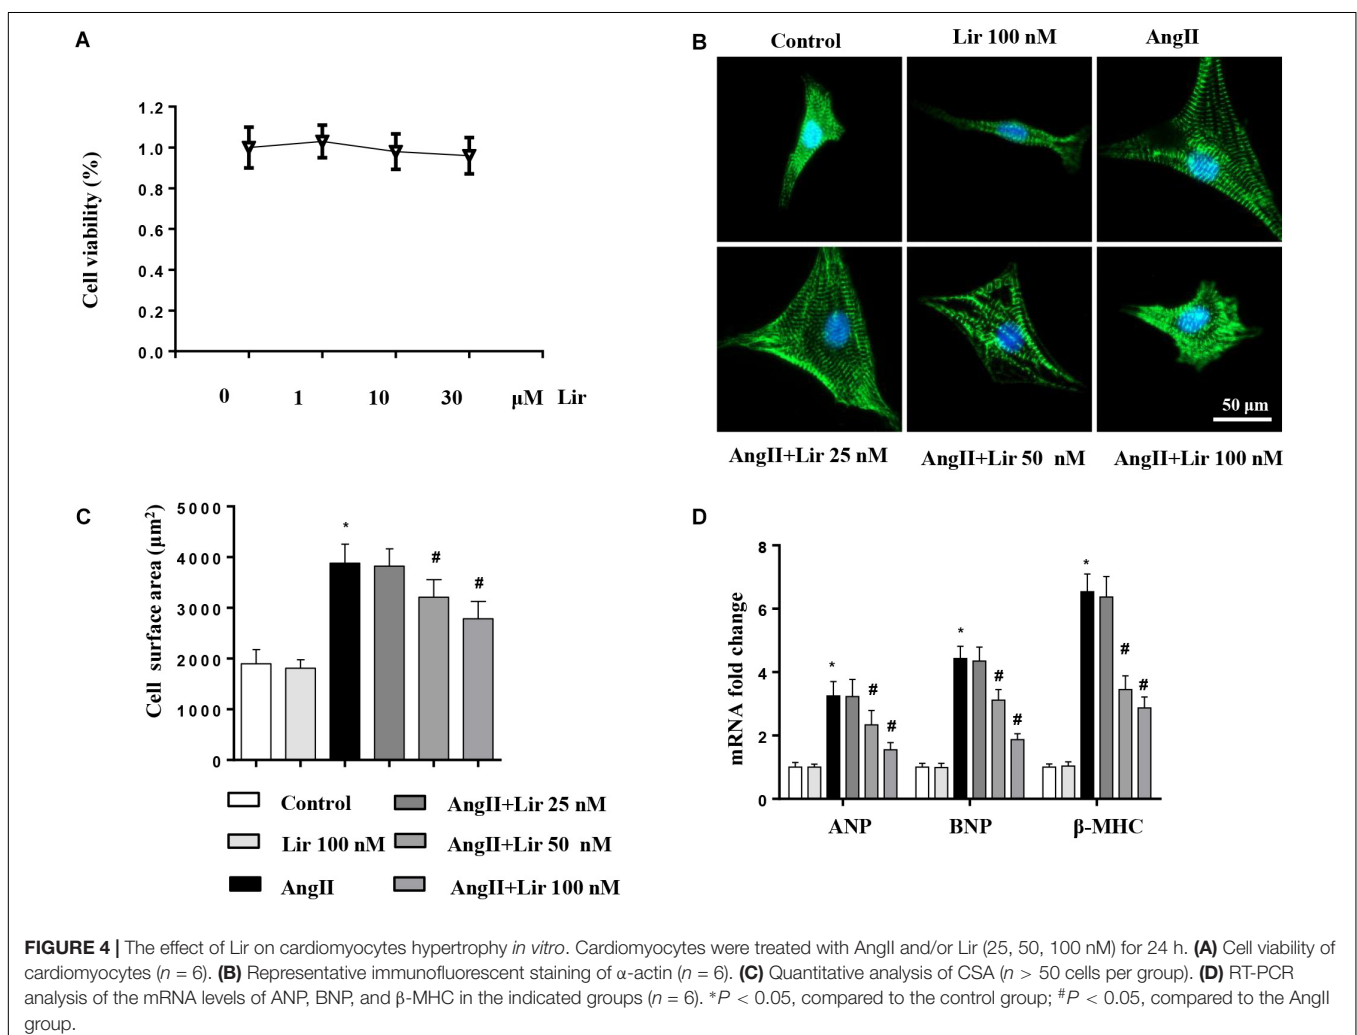 A
1.2
1.0
0.8
0.6
0.4
0.2
0.0
Cell viability (%)
0 1 10 30 μM Lir
B
Control Lir 100 nM AngII
50 μm
AngII+Lir 25 nM AngII+Lir 50 nM AngII+Lir 100 nM
C
Cell surface area (μm²)
5000
4000
3000
2000
1000
0
*
#
#
Control AngII+Lir 25 nM
Lir 100 nM AngII+Lir 50 nM
AngII AngII+Lir 100 nM
D
mRNA fold change
8
6
4
2
0
*
#
#
*
#
#
*
#
#
ANP BNP β-MHC
FIGURE 4 | The effect of Lir on cardiomyocytes hypertrophy in vitro. Cardiomyocytes were treated with AngII and/or Lir (25, 50, 100 nM) for 24 h. (A) Cell viability of
cardiomyocytes (n = 6). (B) Representative immunofluorescent staining of α-actin (n = 6). (C) Quantitative analysis of CSA (n > 50 cells per group). (D) RT-PCR
analysis of the mRNA levels of ANP, BNP, and β-MHC in the indicated groups (n = 6). *P < 0.05, compared to the control group; #P < 0.05, compared to the AngII
group.